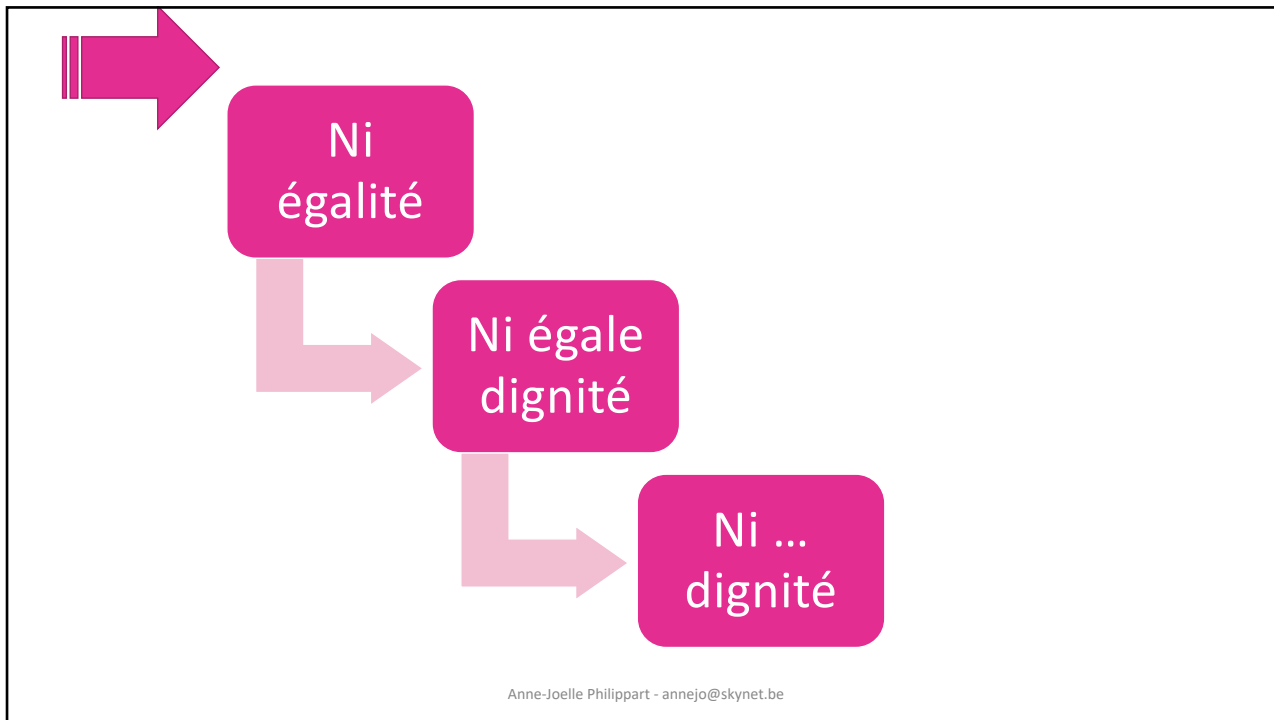 Ni
égalité
Ni égale
dignité
Ni ...
dignité
Anne-Joelle Philippart - annejo@skynet.be